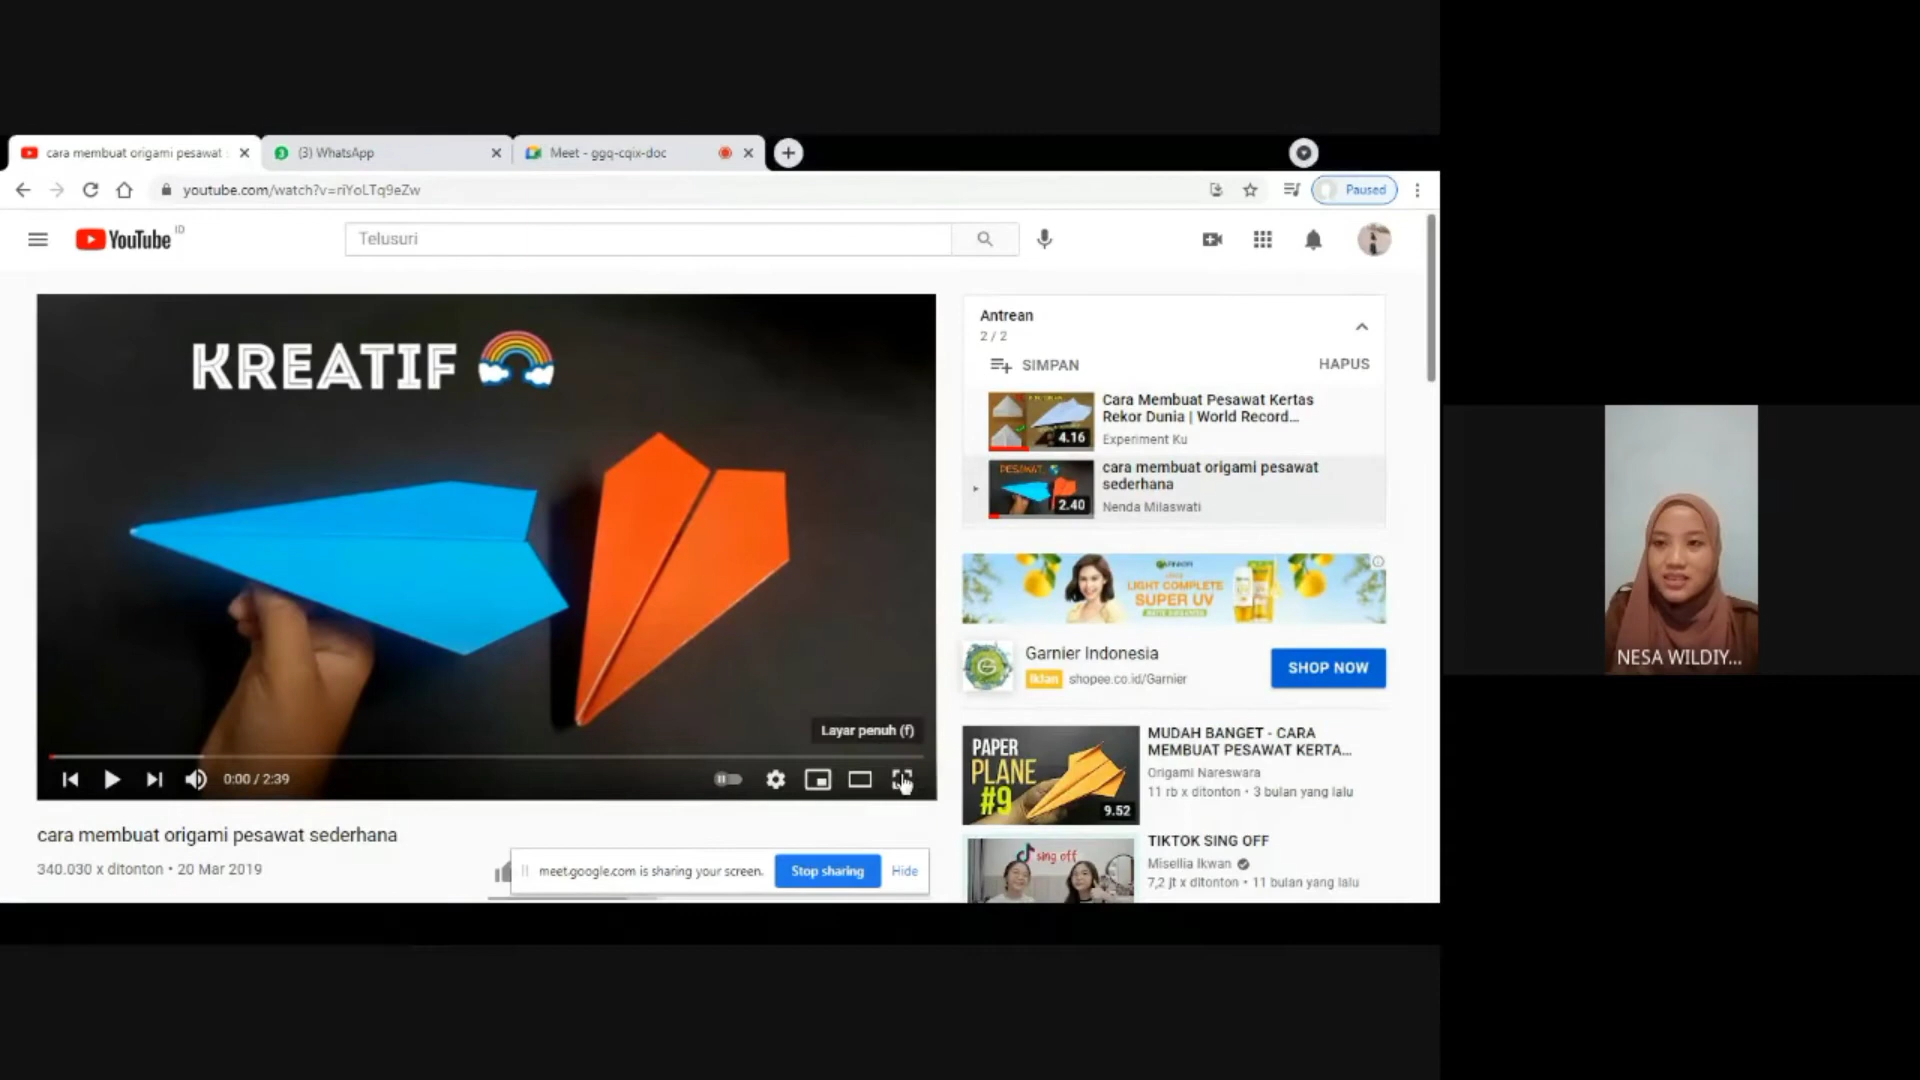 cara membuat origami pesawat
(3) WhatsApp
Meet - ggq-cqix-doc
youtube.com/watch?v=riYoLTq9eZw
Paused
YouTube ID
Telusuri
KREATIF
Layar penuh (f)
0:00 / 2:39
cara membuat origami pesawat sederhana
340.030 x ditonton • 20 Mar 2019
meet.google.com is sharing your screen.
Stop sharing
Hide
Antrean
2 / 2
SIMPAN
HAPUS
4.16
Cara Membuat Pesawat Kertas
Rekor Dunia | World Record...
Experiment Ku
PESAWAT
2.40
cara membuat origami pesawat
sederhana
Nenda Milaswati
GARNIER
LIGHT COMPLETE
SUPER UV
Garnier Indonesia
Iklan
shopee.co.id/Garnier
SHOP NOW
PAPER
PLANE
#9
9.52
MUDAH BANGET - CARA
MEMBUAT PESAWAT KERTA...
Origami Nareswara
11 rb x ditonton • 3 bulan yang lalu
sing off
TIKTOK SING OFF
Misellia Ikwan
7,2 jt x ditonton • 11 bulan yang lalu
NESA WILDIY...